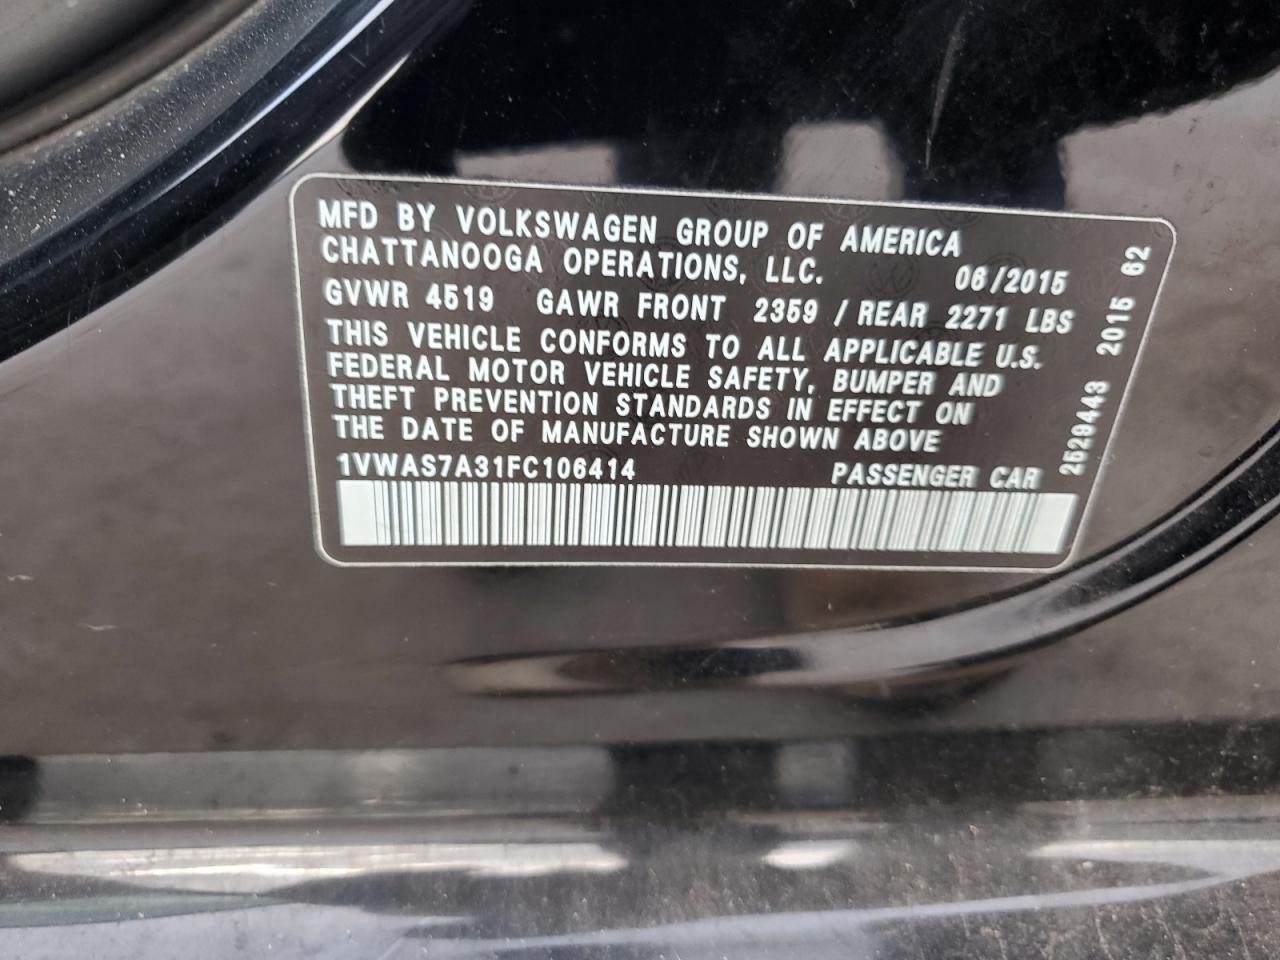 MFD BY VOLKSWAGEN GROUP OF AMERICA
CHATTANOOGA OPERATIONS, LLC. 06/2015
GVWR 4519 GAWR FRONT 2359 / REAR 2271 LBS
THIS VEHICLE CONFORMS TO ALL APPLICABLE U.S.
FEDERAL MOTOR VEHICLE SAFETY, BUMPER AND
THEFT PREVENTION STANDARDS IN EFFECT ON
THE DATE OF MANUFACTURE SHOWN ABOVE
1VWAS7A31FC106414 PASSENGER CAR
2529443 2015 62